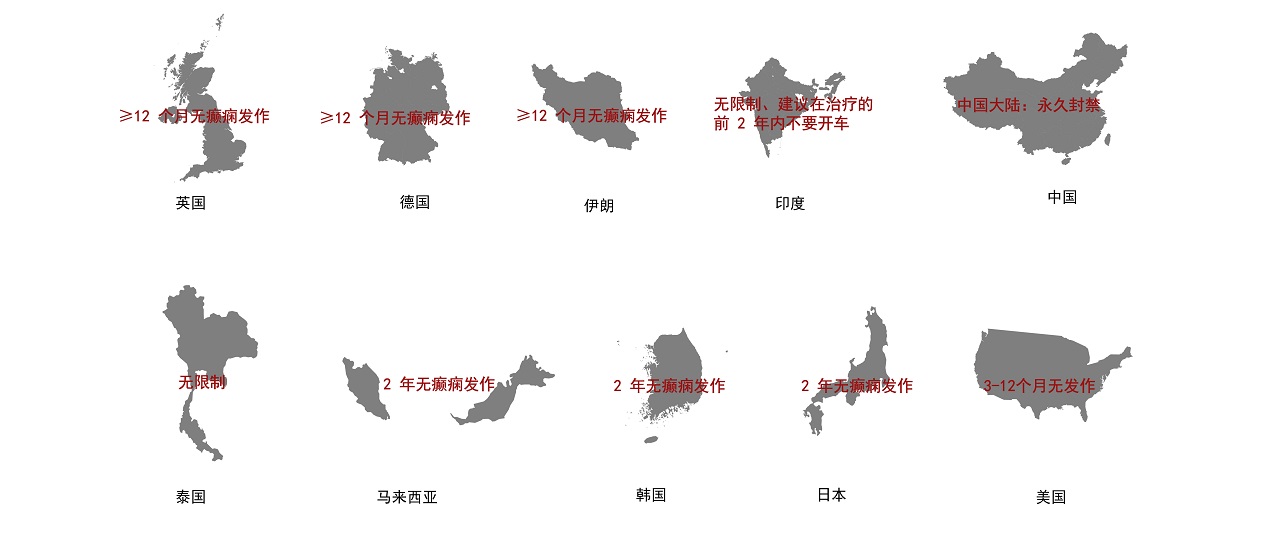 ≥12 个月无癫痫发作
英国
≥12 个月无癫痫发作
德国
≥12 个月无癫痫发作
伊朗
无限制、建议在治疗的
前 2 年内不要开车
印度
中国大陆：永久封禁
中国
无限制
泰国
2 年无癫痫发作
马来西亚
2 年无癫痫发作
韩国
2 年无癫痫发作
日本
3-12个月无发作
美国